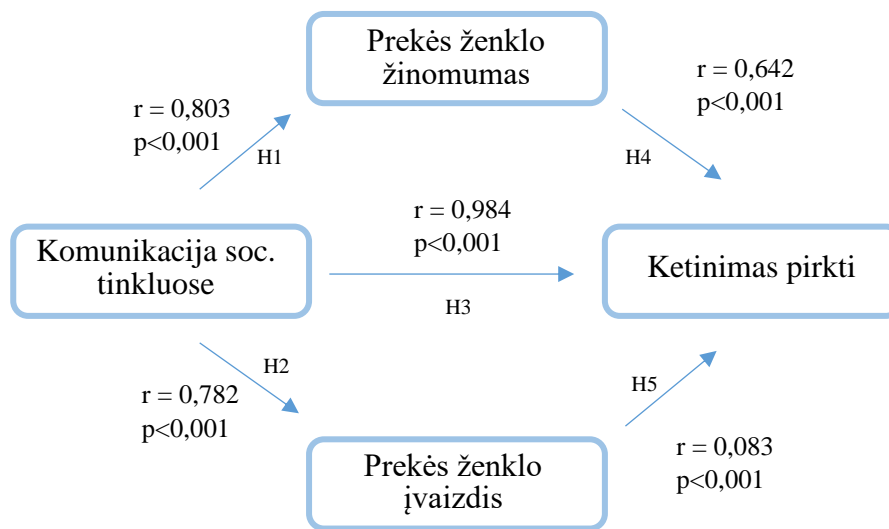 Prekės ženklo
žinomumas
r = 0,803
p<0,001
H1
r = 0,642
p<0,001
H4
Komunikacija soc.
tinkluose
r = 0,984
p<0,001
H3
Ketinimas pirkti
H2
r = 0,782
p<0,001
H5
r = 0,083
p<0,001
Prekės ženklo
įvaizdis